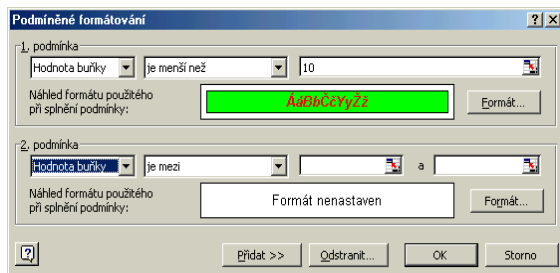 Podmíněné formátování
1. podmínka
Hodnota buňky je menší než 10
Náhled formátu použitého
při splnění podmínky:
ÁáBbČčYyŽž
Formát...
2. podmínka
Hodnota buňky je mezi a
Náhled formátu použitého
při splnění podmínky:
Formát nenastaven
Formát...
Přidat >> Odstranit... OK Storno